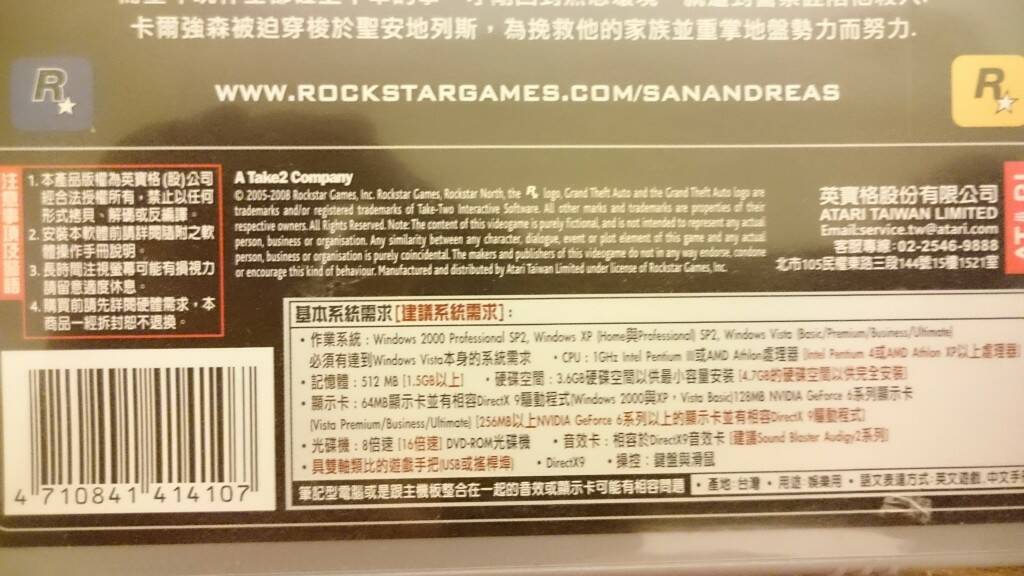 卡爾強森被迫穿梭於聖安地列斯，為挽救他的家族並重掌地盤勢力而努力.
WWW.ROCKSTARGAMES.COM/SANANDREAS
1. 本產品版權為英寶格(股)公司
經合法授權所有，禁止以任何
形式拷貝、解碼或反編譯。
2. 安裝本軟體前請詳閱隨附之軟
體操作手冊說明。
3. 長時間注視螢幕可能有損視力
請留意適度休息。
4. 購買前請先詳閱硬體需求，本
商品一經拆封恕不退換。
A Take2 Company
© 2005-2008 Rockstar Games, Inc. Rockstar Games, Rockstar North, the R logo, Grand Theft Auto and the Grand Theft Auto logo are
trademarks and/or registered trademarks of Take-Two Interactive Software. All other marks and trademarks are properties of their
respective owners. All Rights Reserved. Note: The content of this videogame is purely fictional, and is not intended to represent any actual
person, business or organisation. Any similarity between any character, dialogue, event or plot element of this game and any actual
person, business or organisation is purely coincidental. The makers and publishers of this videogame do not in any way endorse, condone
or encourage this kind of behaviour. Manufactured and distributed by Atari Taiwan Limited under license of Rockstar Games, Inc.
英寶格股份有限公司
ATARI TAIWAN LIMITED
Email:service.tw@atari.com
客服專線:02-2546-9888
北市105民權東路三段144號15樓1521室
基本系統需求[建議系統需求]:
• 作業系統：Windows 2000 Professional SP2, Windows XP (Home與Professional) SP2, Windows Vista (Basic/Premium/Business/Ultimate)
必須有達到Windows Vista本身的系統需求 • CPU：1GHz Intel Pentium III或AMD Athlon處理器 [Intel Pentium 4或AMD Athlon XP以上處理器]
• 記憶體：512 MB [1.5GB以上] • 硬碟空間：3.6GB硬碟空間以供最小容量安裝 [4.7GB的硬碟空間以供完全安裝]
• 顯示卡：64MB顯示卡並有相容DirectX 9驅動程式(Windows 2000與XP，Vista Basic)128MB NVIDIA GeForce 6系列顯示卡
(Vista Premium/Business/Ultimate) [256MB以上NVIDIA GeForce 6系列以上的顯示卡並有相容DirectX 9驅動程式]
• 光碟機：8倍速 [16倍速] DVD-ROM光碟機 • 音效卡：相容於DirectX9音效卡 [建議Sound Blaster Audigy2系列]
• 具雙軸類比的遊戲手把(USB或搖桿埠) • DirectX9 • 操控：鍵盤與滑鼠
筆記型電腦或是跟主機板整合在一起的音效或顯示卡可能有相容問題 • 產地:台灣 • 用途:娛樂用 • 語文表達方式:英文遊戲,中文手
4 710841 414107